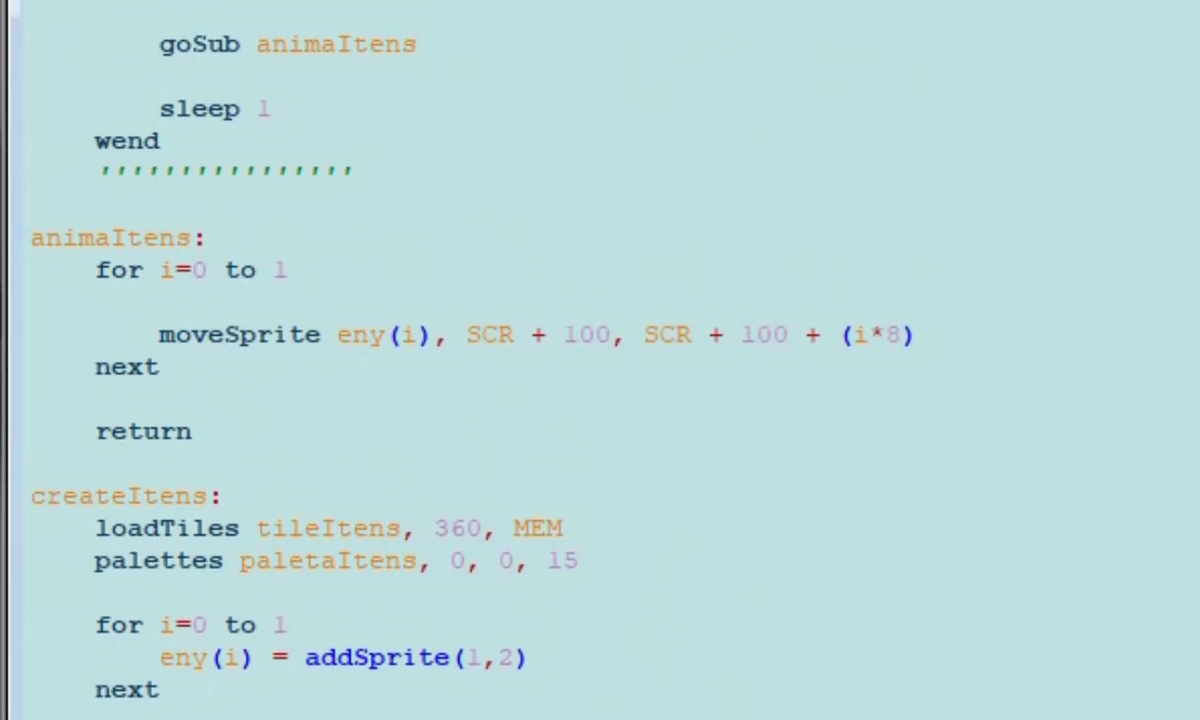 goSub animaItens
sleep 1
wend
''''''''''''''''
animaItens:
for i=0 to 1
moveSprite eny(i), SCR + 100, SCR + 100 + (i*8)
next
return
createItens:
loadTiles tileItens, 360, MEM
palettes paletaItens, 0, 0, 15
for i=0 to 1
eny(i) = addSprite(1,2)
next